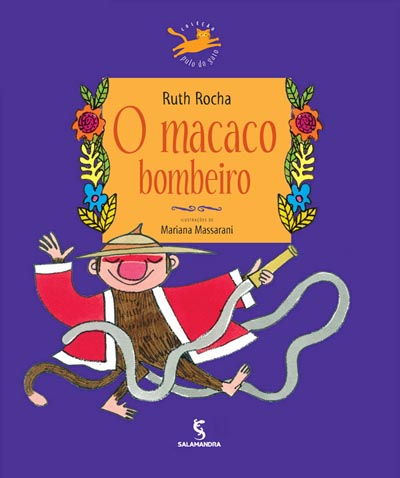 COLEÇÃO
pulo do gato
Ruth Rocha
O macaco
bombeiro
ILUSTRAÇÕES DE
Mariana Massarani
SALAMANDRA